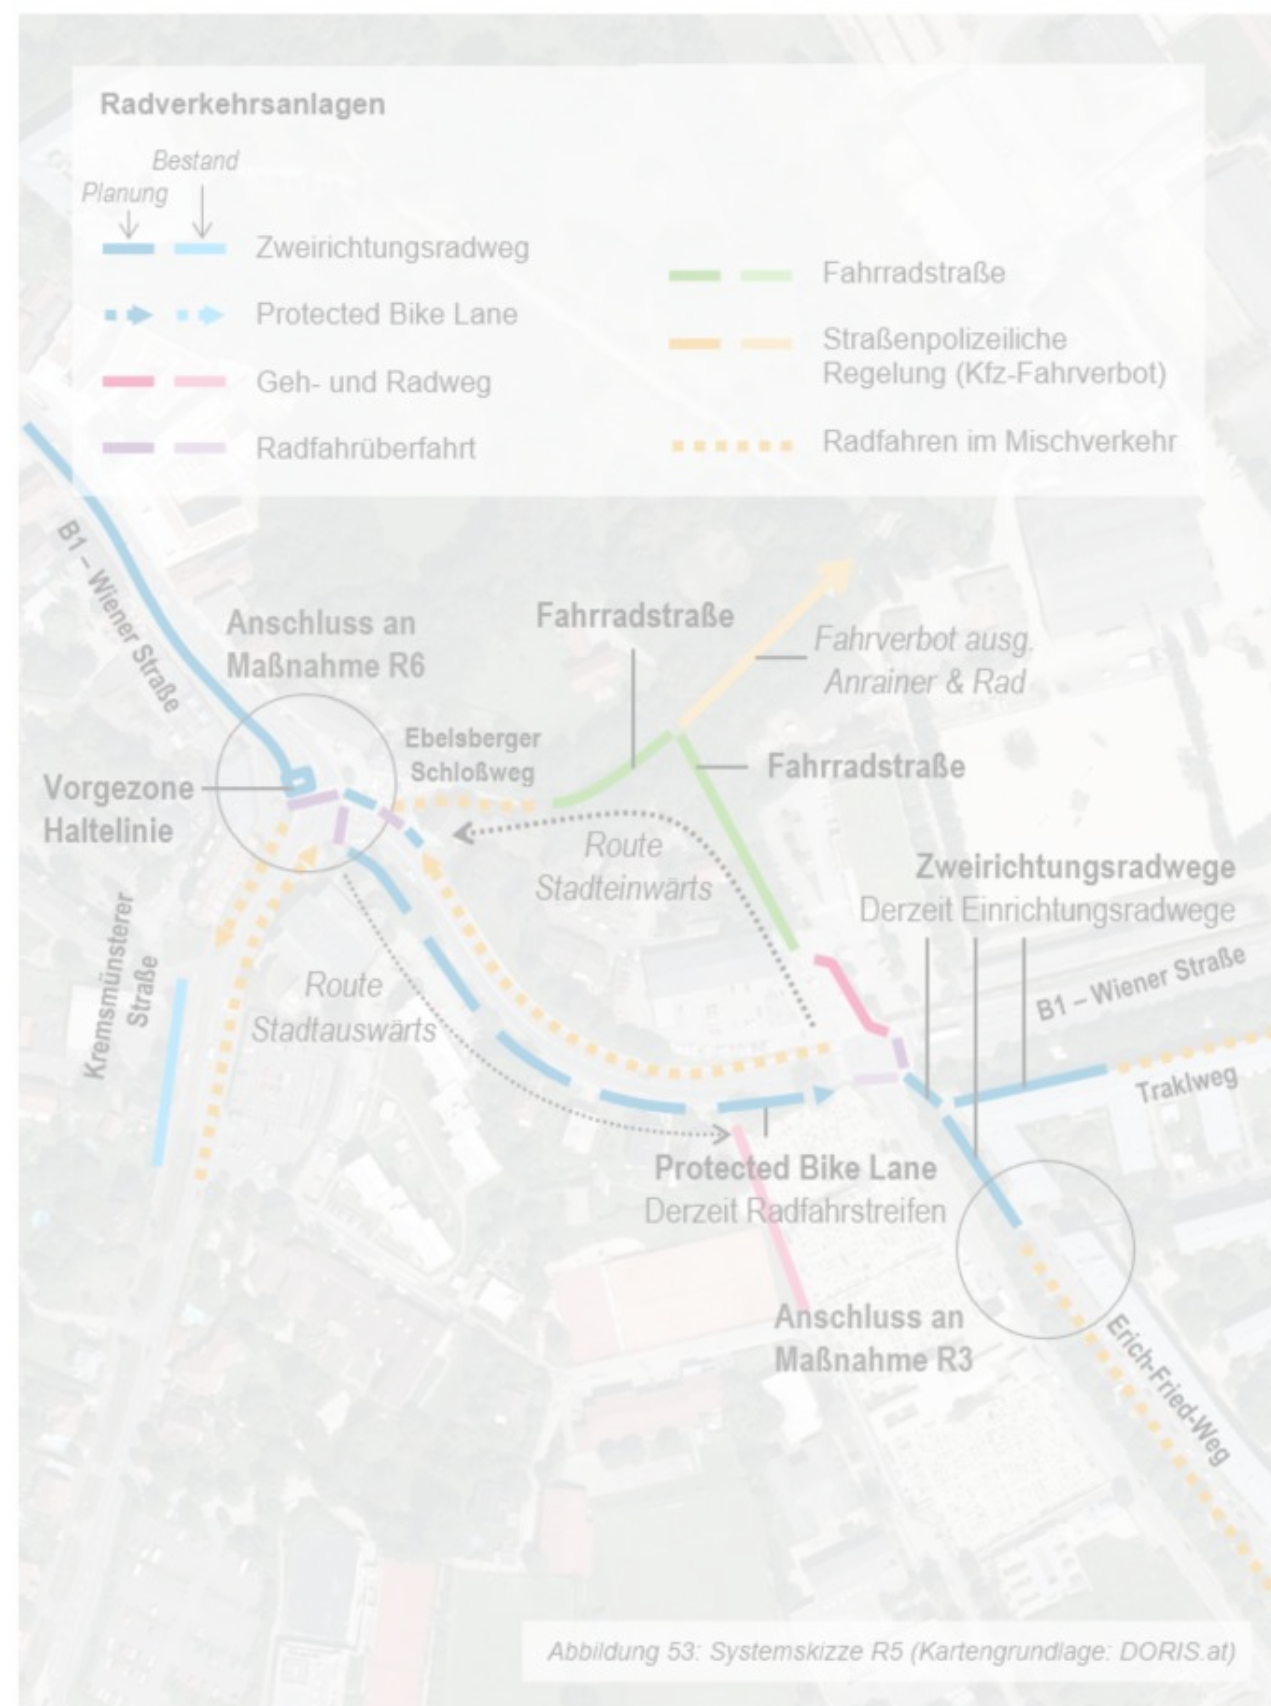 Radverkehrsanlagen
Bestand
Planung
Zweirichtungsradweg
Protected Bike Lane
Geh- und Radweg
Radfahrüberfahrt
Fahrradstraße
Straßenpolizeiliche
Regelung (Kfz-Fahrverbot)
Radfahren im Mischverkehr
B1 – Wiener Straße
Anschluss an
Maßnahme R6
Fahrradstraße
Fahrverbot ausg.
Anrainer & Rad
Ebelsberger
Schloßweg
Fahrradstraße
Vorgezone
Haltelinie
Route
Stadteinwärts
Zweirichtungsradwege
Derzeit Einrichtungsradwege
Kremsmünsterer
Straße
Route
Stadtauswärts
B1 – Wiener Straße
Traklweg
Protected Bike Lane
Derzeit Radfahrstreifen
Anschluss an
Maßnahme R3
Erich-Fried-Weg
Abbildung 53: Systemskizze R5 (Kartengrundlage: DORIS.at)